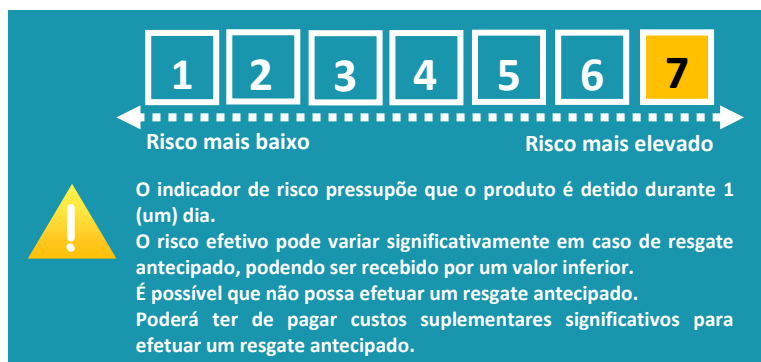 1 2 3 4 5 6 7
Risco mais baixo Risco mais elevado
O indicador de risco pressupõe que o produto é detido durante 1
(um) dia.
O risco efetivo pode variar significativamente em caso de resgate
antecipado, podendo ser recebido por um valor inferior.
É possível que não possa efetuar um resgate antecipado.
Poderá ter de pagar custos suplementares significativos para
efetuar um resgate antecipado.